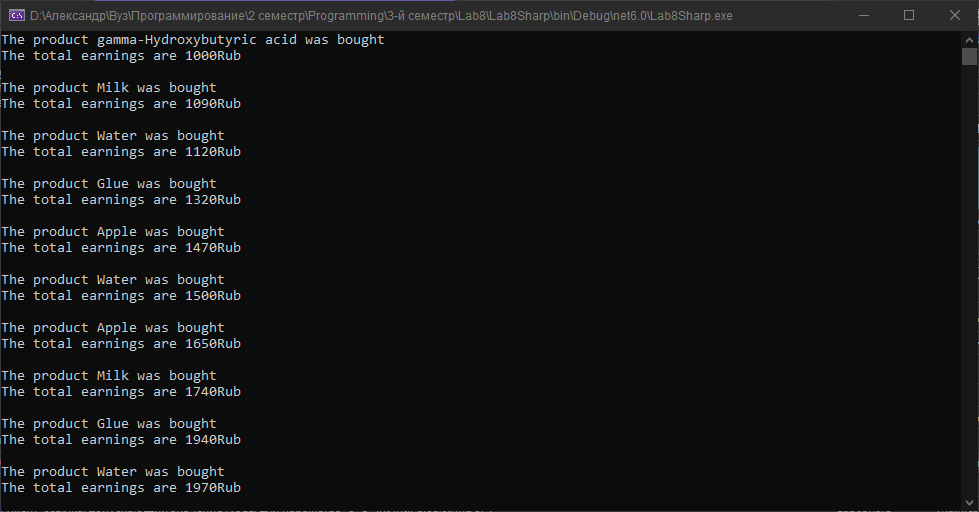 D:\Александр\Вуз\Программирование\2 семестр\Programming\3-й семестр\Lab8\Lab8Sharp\bin\Debug\net6.0\Lab8Sharp.exe
The product gamma-Hydroxybutyric acid was bought
The total earnings are 1000Rub
The product Milk was bought
The total earnings are 1090Rub
The product Water was bought
The total earnings are 1120Rub
The product Glue was bought
The total earnings are 1320Rub
The product Apple was bought
The total earnings are 1470Rub
The product Water was bought
The total earnings are 1500Rub
The product Apple was bought
The total earnings are 1650Rub
The product Milk was bought
The total earnings are 1740Rub
The product Glue was bought
The total earnings are 1940Rub
The product Water was bought
The total earnings are 1970Rub